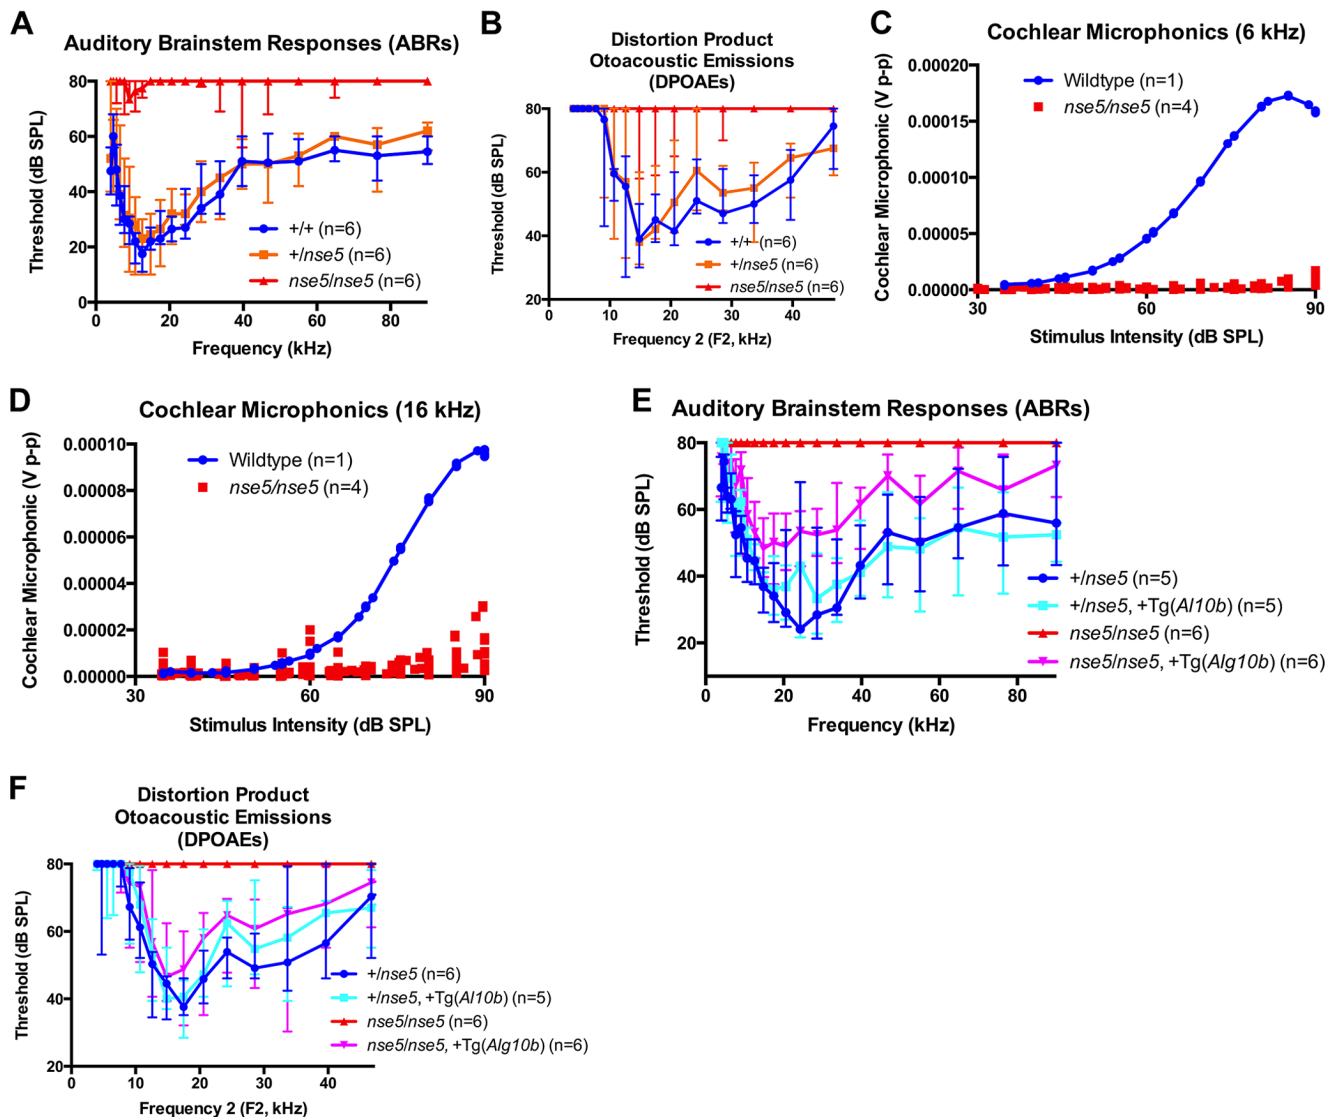 A
Auditory Brainstem Responses (ABRs)
Threshold (dB SPL)
80
60
40
20
0
0 20 40 60 80
Frequency (kHz)
+/+ (n=6)
+/nse5 (n=6)
nse5/nse5 (n=6)
B
Distortion Product
Otoacoustic Emissions
(DPOAEs)
Threshold (dB SPL)
80
60
40
20
0 10 20 30 40
Frequency 2 (F2, kHz)
+/+ (n=6)
+/nse5 (n=6)
nse5/nse5 (n=6)
C
Cochlear Microphonics (6 kHz)
Cochlear Microphonic (V p-p)
0.00020
0.00015
0.00010
0.00005
0.00000
30 60 90
Stimulus Intensity (dB SPL)
Wildtype (n=1)
nse5/nse5 (n=4)
D
Cochlear Microphonics (16 kHz)
Cochlear Microphonic (V p-p)
0.00010
0.00008
0.00006
0.00004
0.00002
0.00000
30 60 90
Stimulus Intensity (dB SPL)
Wildtype (n=1)
nse5/nse5 (n=4)
E
Auditory Brainstem Responses (ABRs)
Threshold (dB SPL)
80
60
40
20
0 20 40 60 80
Frequency (kHz)
+/nse5 (n=5)
+/nse5, +Tg(Al10b) (n=5)
nse5/nse5 (n=6)
nse5/nse5, +Tg(Alg10b) (n=6)
F
Distortion Product
Otoacoustic Emissions
(DPOAEs)
Threshold (dB SPL)
80
60
40
20
0 10 20 30 40
Frequency 2 (F2, kHz)
+/nse5 (n=6)
+/nse5, +Tg(Al10b) (n=5)
nse5/nse5 (n=6)
nse5/nse5, +Tg(Alg10b) (n=6)